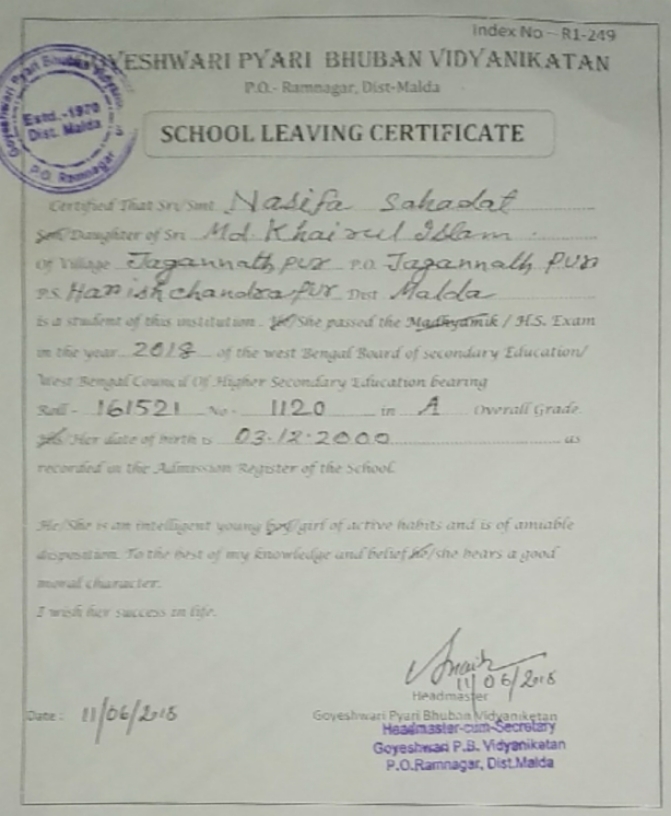 Index No – R1-249
GOYESHWARI PYARI BHUBAN VIDYANIKATAN
P.O.- Ramnagar, Dist-Malda
Goyeshwari Pyari Bhuban Vidyaniketan
Estd.-1970
Dist. Malda
P.O. Ramnagar
SCHOOL LEAVING CERTIFICATE
Certified That Sri/Smt Nasifa Sahadat
Son/Daughter of Sri Md. Khairul Islam
Of Village Jagannathpur P.O. Jagannathpur
P.S. Harishchandrapur Dist Malda
is a student of this institution. He/She passed the Madhyamik / H.S. Exam
in the year 2018 of the west Bengal Board of secondary Education/
West Bengal Council Of Higher Secondary Education bearing
Roll - 161521 No - 1120 in A Overall Grade.
His/Her date of birth is 03.12.2000 as
recorded in the Admission Register of the School.
He/She is an intelligent young boy/girl of active habits and is of amiable
disposition. To the best of my knowledge and belief he/she bears a good
moral character.
I wish her success in life.
11/06/2018
Headmaster
Date : 11/06/2018
Goyeshwari Pyari Bhuban Vidyaniketan
Headmaster-cum-Secretary
Goyeshwari P.B. Vidyaniketan
P.O.Ramnagar, Dist.Malda